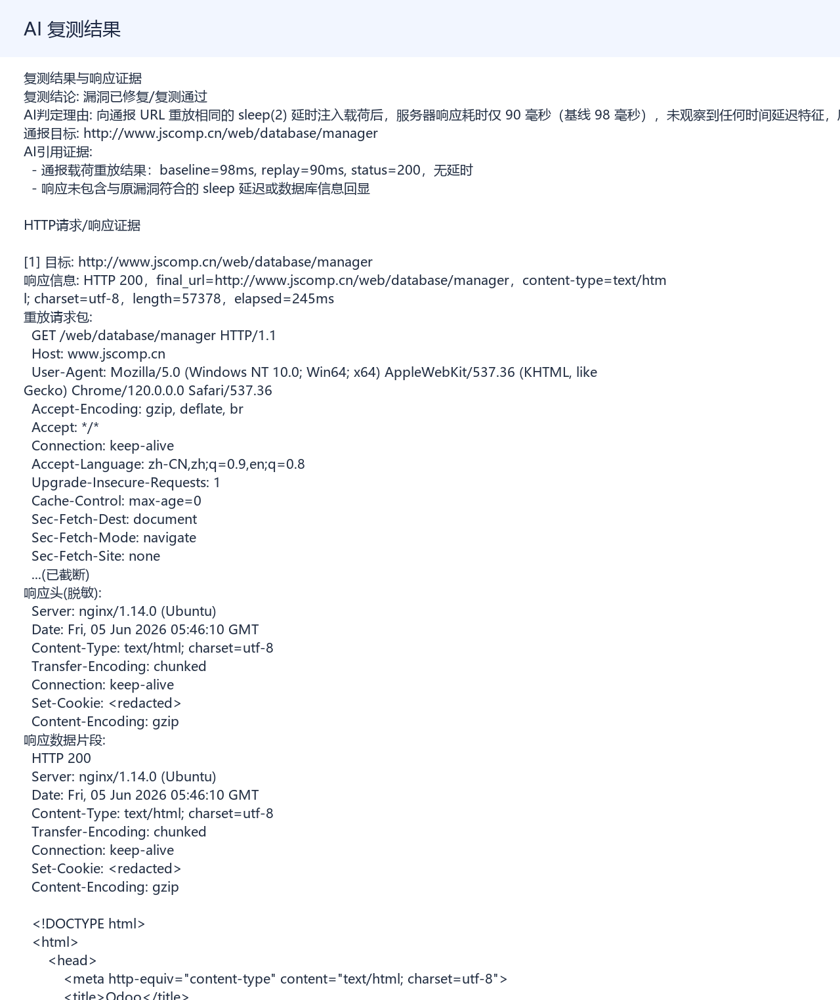 AI 复测结果
复测结果与响应证据
复测结论: 漏洞已修复/复测通过
AI判定理由: 向通报 URL 重放相同的 sleep(2) 延时注入载荷后，服务器响应耗时仅 90 毫秒（基线 98 毫秒），未观察到任何时间延迟特征，
通报目标: http://www.jscomp.cn/web/database/manager
AI引用证据:
- 通报载荷重放结果：baseline=98ms, replay=90ms, status=200，无延时
- 响应未包含与原漏洞符合的 sleep 延迟或数据库信息回显
HTTP请求/响应证据
[1] 目标: http://www.jscomp.cn/web/database/manager
响应信息: HTTP 200，final_url=http://www.jscomp.cn/web/database/manager，content-type=text/htm
l; charset=utf-8，length=57378，elapsed=245ms
重放请求包:
GET /web/database/manager HTTP/1.1
Host: www.jscomp.cn
User-Agent: Mozilla/5.0 (Windows NT 10.0; Win64; x64) AppleWebKit/537.36 (KHTML, like
Gecko) Chrome/120.0.0.0 Safari/537.36
Accept-Encoding: gzip, deflate, br
Accept: */*
Connection: keep-alive
Accept-Language: zh-CN,zh;q=0.9,en;q=0.8
Upgrade-Insecure-Requests: 1
Cache-Control: max-age=0
Sec-Fetch-Dest: document
Sec-Fetch-Mode: navigate
Sec-Fetch-Site: none
...(已截断)
响应头(脱敏):
Server: nginx/1.14.0 (Ubuntu)
Date: Fri, 05 Jun 2026 05:46:10 GMT
Content-Type: text/html; charset=utf-8
Transfer-Encoding: chunked
Connection: keep-alive
Set-Cookie: <redacted>
Content-Encoding: gzip
响应数据片段:
HTTP 200
Server: nginx/1.14.0 (Ubuntu)
Date: Fri, 05 Jun 2026 05:46:10 GMT
Content-Type: text/html; charset=utf-8
Transfer-Encoding: chunked
Connection: keep-alive
Set-Cookie: <redacted>
Content-Encoding: gzip
<!DOCTYPE html>
<html>
<head>
<meta http-equiv="content-type" content="text/html; charset=utf-8">
<title>Odoo</title>